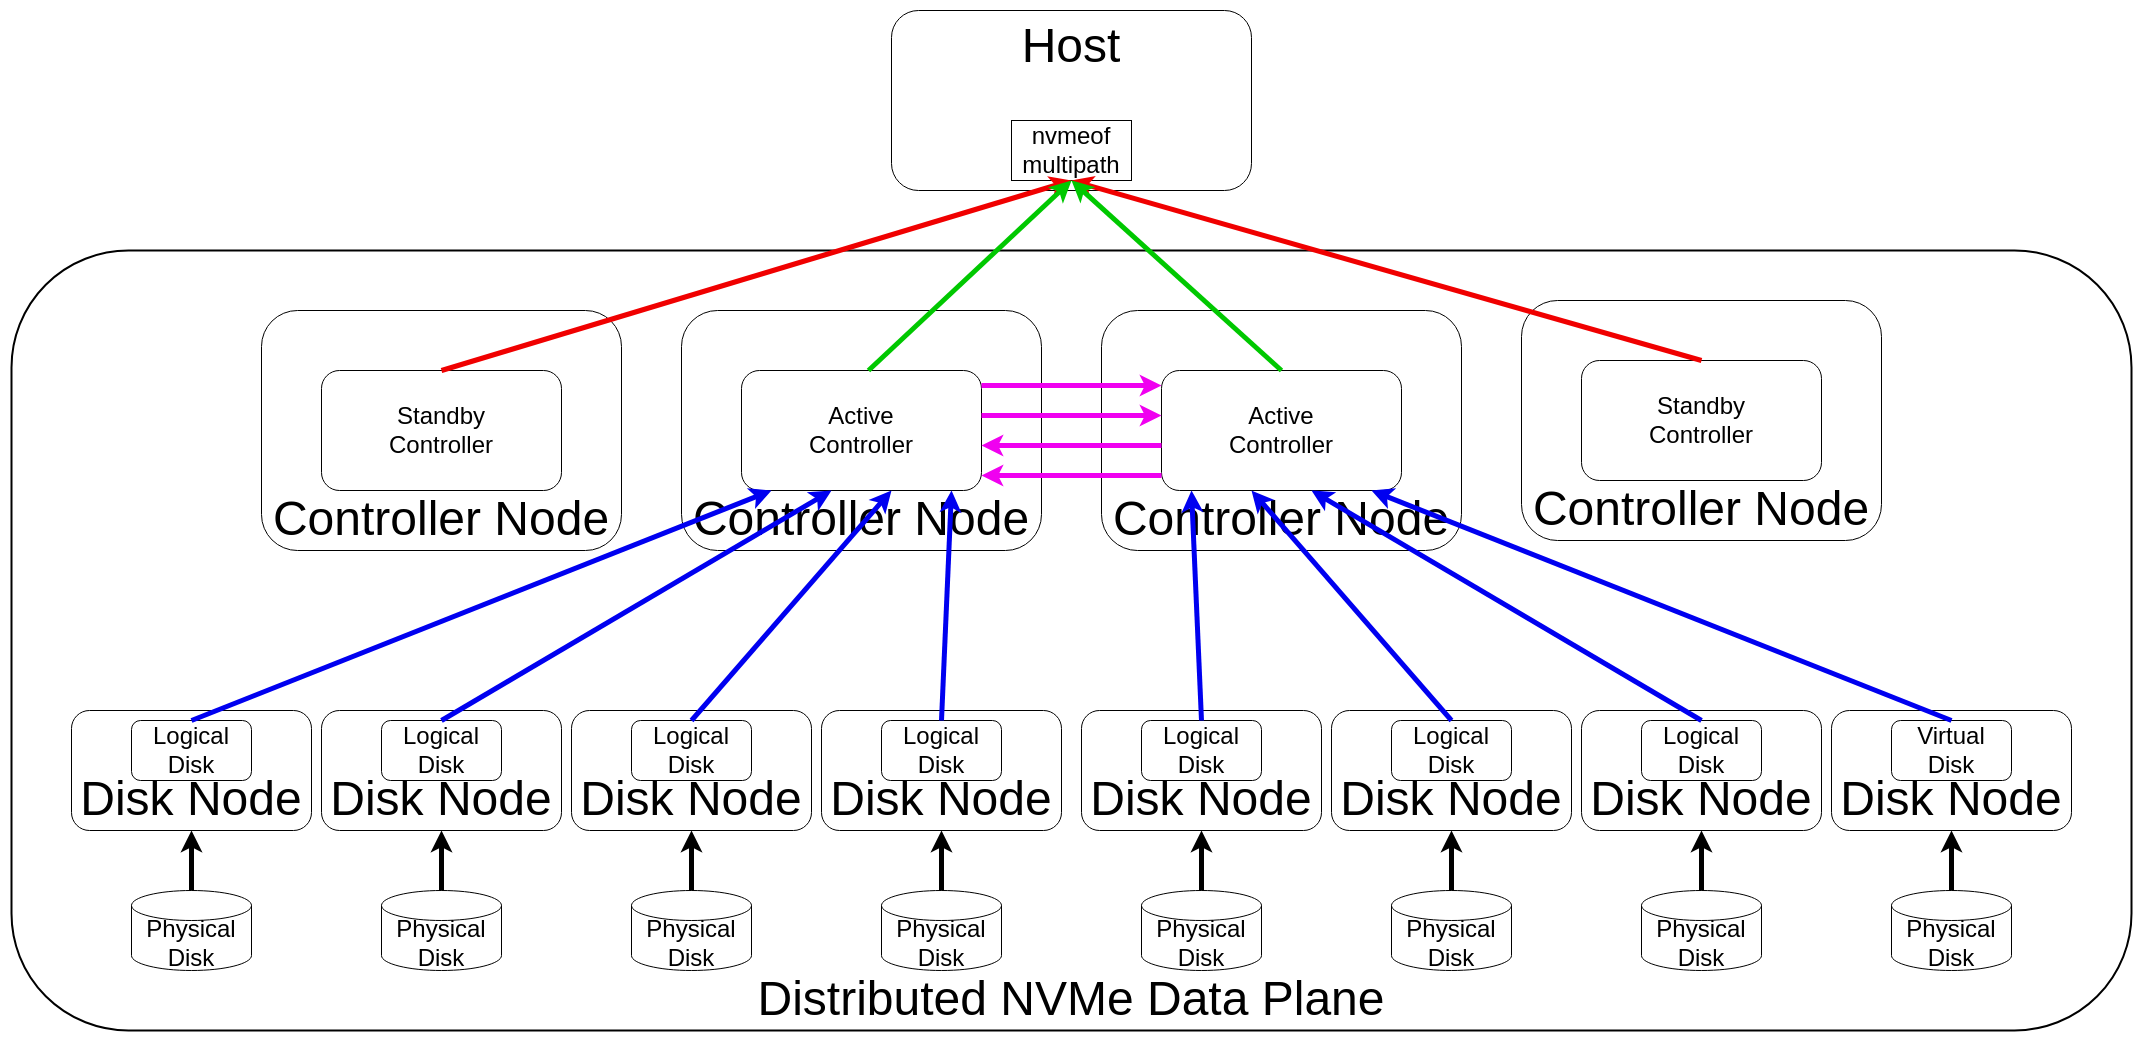 Host
nvmeof
multipath
Standby
Controller
Controller Node
Active
Controller
Controller Node
Active
Controller
Controller Node
Standby
Controller
Controller Node
Logical
Disk
Disk Node
Logical
Disk
Disk Node
Logical
Disk
Disk Node
Logical
Disk
Disk Node
Logical
Disk
Disk Node
Logical
Disk
Disk Node
Logical
Disk
Disk Node
Virtual
Disk
Disk Node
Physical
Disk
Physical
Disk
Physical
Disk
Physical
Disk
Physical
Disk
Physical
Disk
Physical
Disk
Physical
Disk
Distributed NVMe Data Plane